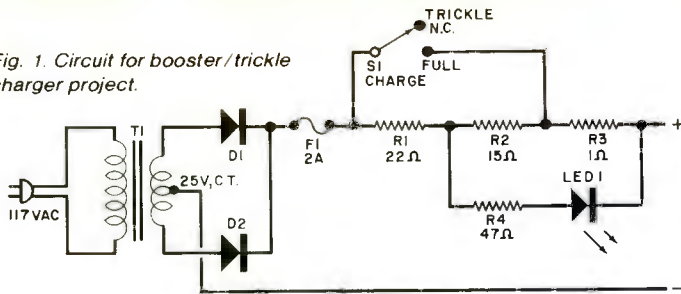 Fig. 1. Circuit for booster/trickle
charger project.
TRICKLE
N.C.
S1
CHARGE
FULL
T1
D1
F1
2A
R1
22Ω
R2
15Ω
R3
1Ω
+
25V, C.T.
LED1
117VAC
D2
R4
47Ω
-